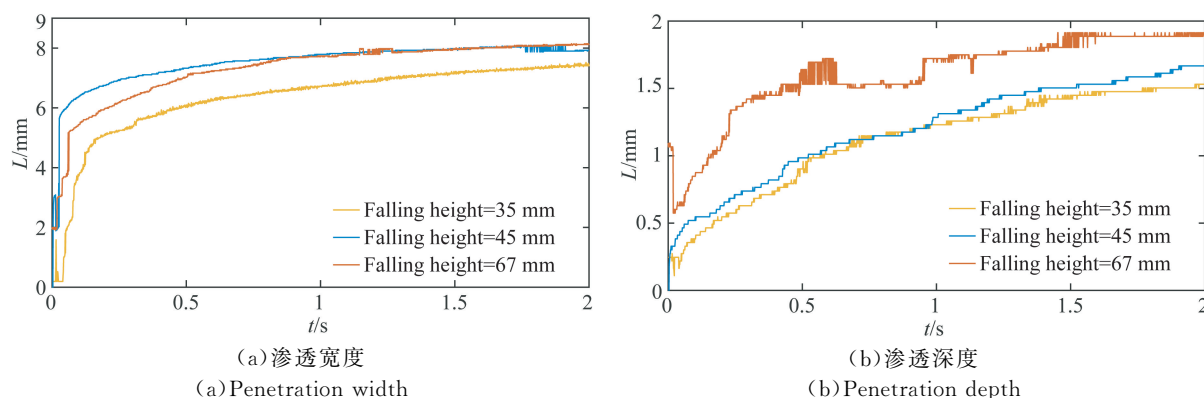 9
8
6
4
2
0
L/mm
0
0.5
1
1.5
2
t/s
Falling height=35 mm
Falling height=45 mm
Falling height=67 mm
(a)渗透宽度
(a)Penetration width
2
1.5
1
0.5
0
L/mm
0
0.5
1
1.5
2
t/s
Falling height=35 mm
Falling height=45 mm
Falling height=67 mm
(b)渗透深度
(b)Penetration depth